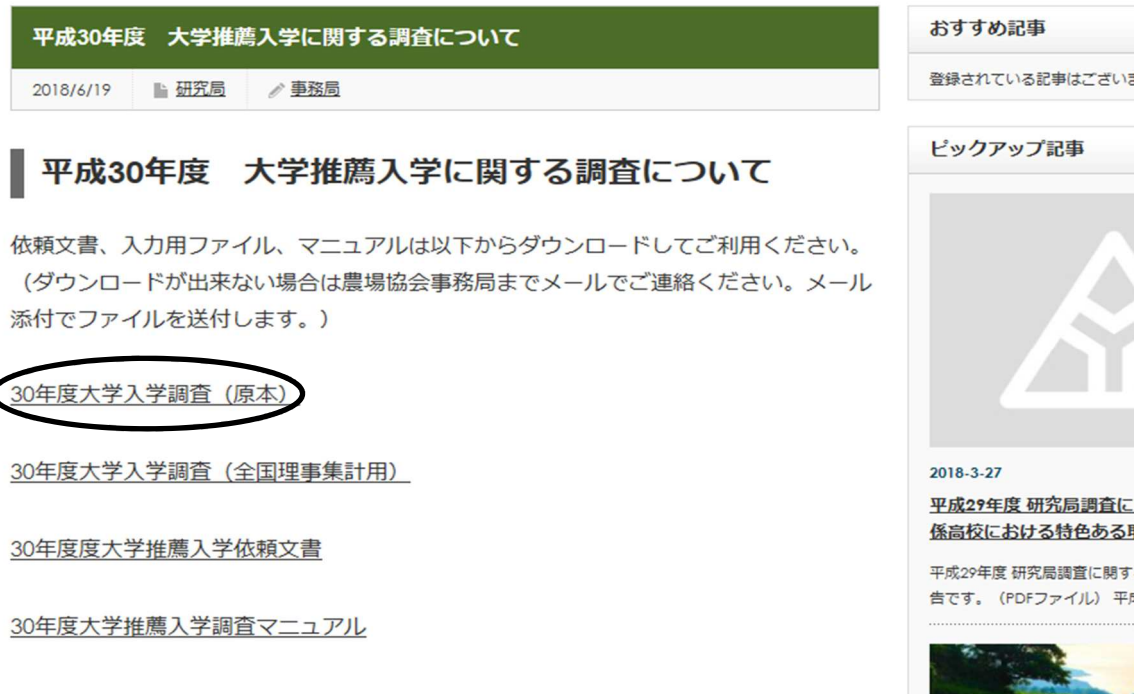 平成30年度　大学推薦入学に関する調査について
2018/6/19 研究局 事務局
平成30年度　大学推薦入学に関する調査について
依頼文書、入力用ファイル、マニュアルは以下からダウンロードしてご利用ください。
（ダウンロードが出来ない場合は農場協会事務局までメールでご連絡ください。メール
添付でファイルを送付します。）
30年度大学入学調査（原本）
30年度大学入学調査（全国理事集計用）
30年度度大学推薦入学依頼文書
30年度大学推薦入学調査マニュアル
おすすめ記事
登録されている記事はござい
ピックアップ記事
2018-3-27
平成29年度 研究局調査に
係高校における特色ある
平成29年度 研究局調査に関す
告です。（PDFファイル） 平